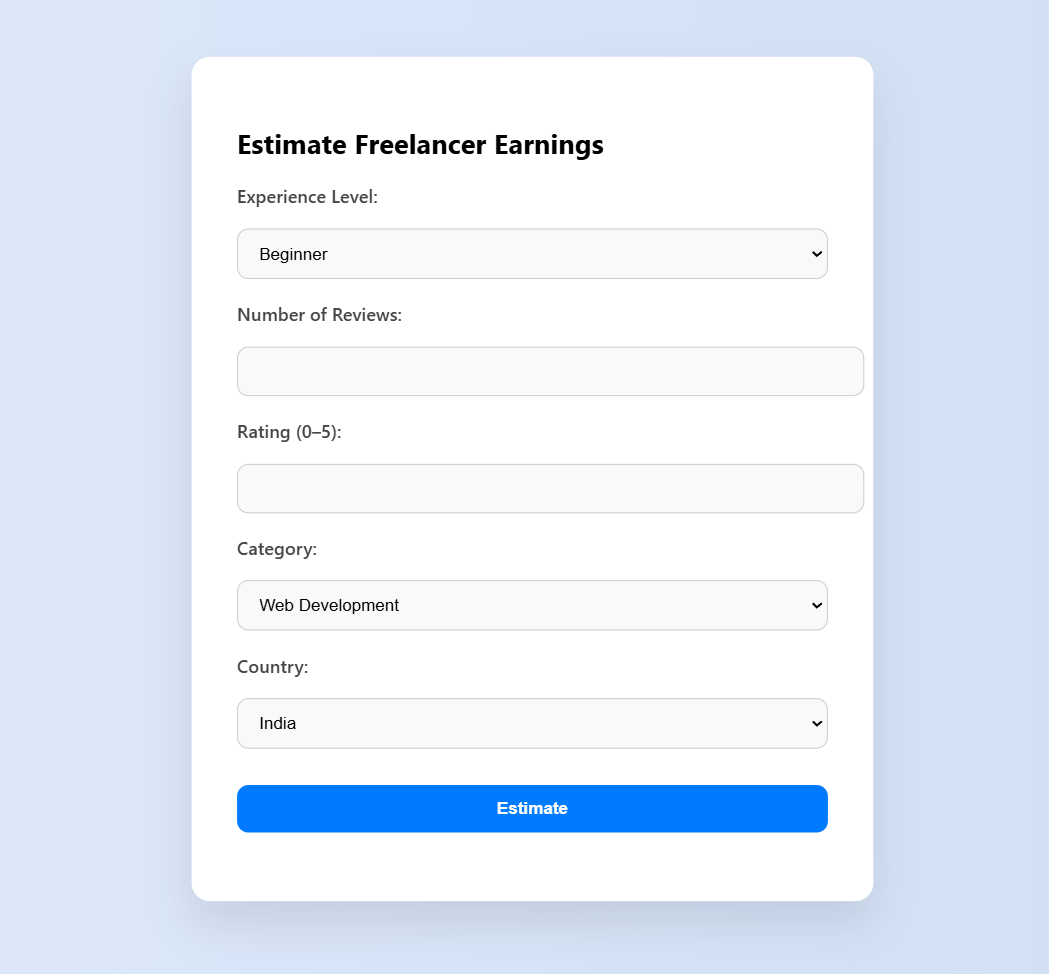 Estimate Freelancer Earnings
Experience Level:
Beginner
Number of Reviews:
Rating (0–5):
Category:
Web Development
Country:
India
Estimate